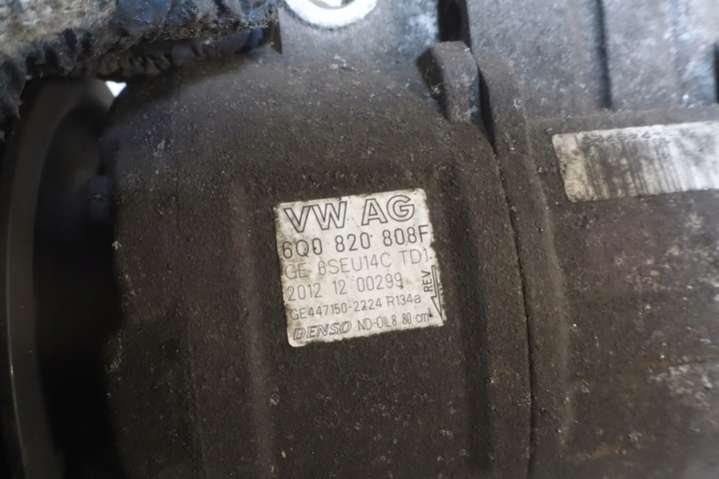 VW AG
6Q0 820 808F
GE 6SEU14C TD1
2012 12 00299
GE447150-2224 R134a
DENSO ND-OIL8 80 cm³
REV